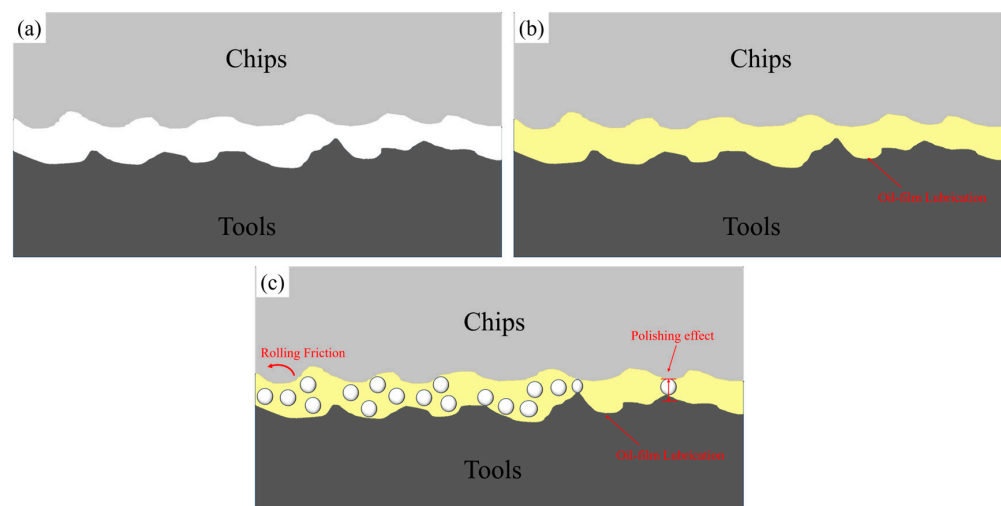 (a)
Chips
Tools
(b)
Chips
Oil-film Lubrication
Tools
(c)
Chips
Polishing effect
Rolling Friction
Oil-film Lubrication
Tools